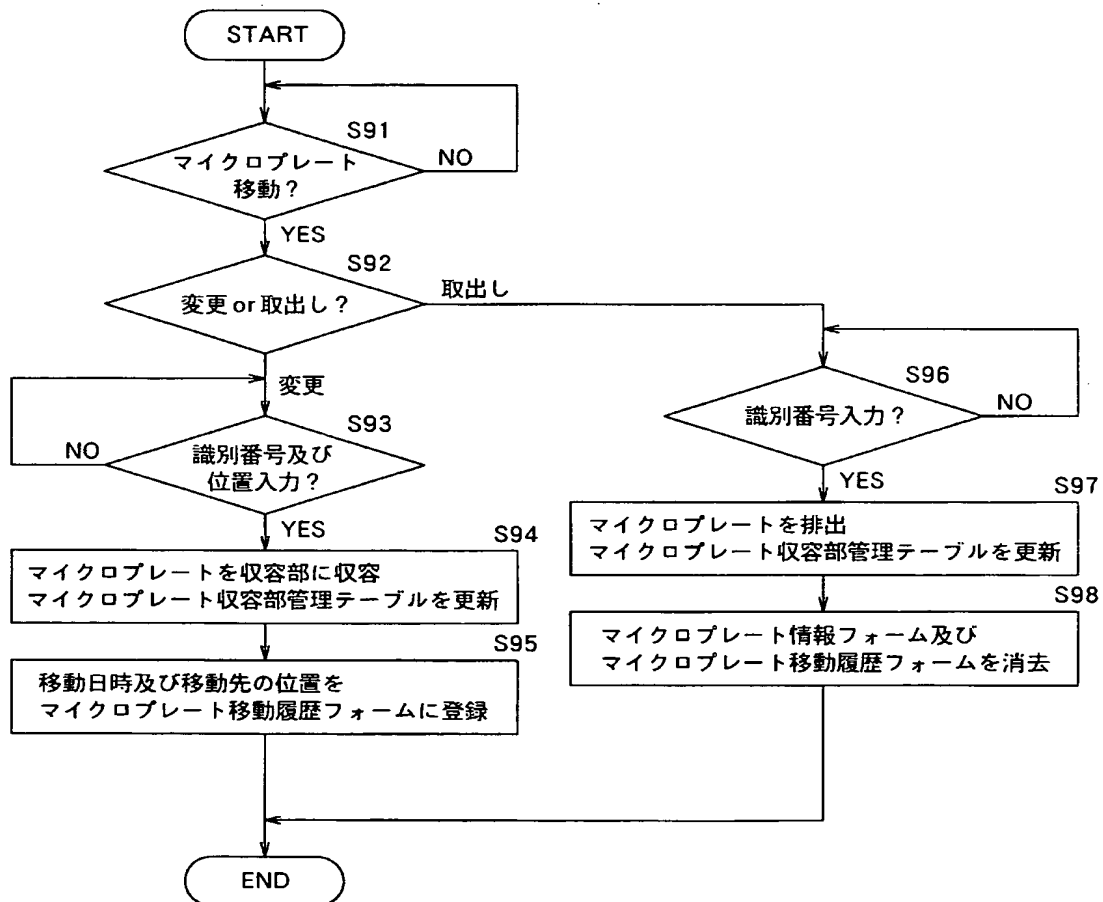 START
S91
マイクロプレート
移動？
NO
YES
S92
変更 or 取出し？
取出し
変更
S93
識別番号及び
位置入力？
NO
YES
S94
マイクロプレートを収容部に収容
マイクロプレート収容部管理テーブルを更新
S95
移動日時及び移動先の位置を
マイクロプレート移動履歴フォームに登録
S96
識別番号入力？
NO
YES
S97
マイクロプレートを排出
マイクロプレート収容部管理テーブルを更新
S98
マイクロプレート情報フォーム及び
マイクロプレート移動履歴フォームを消去
END